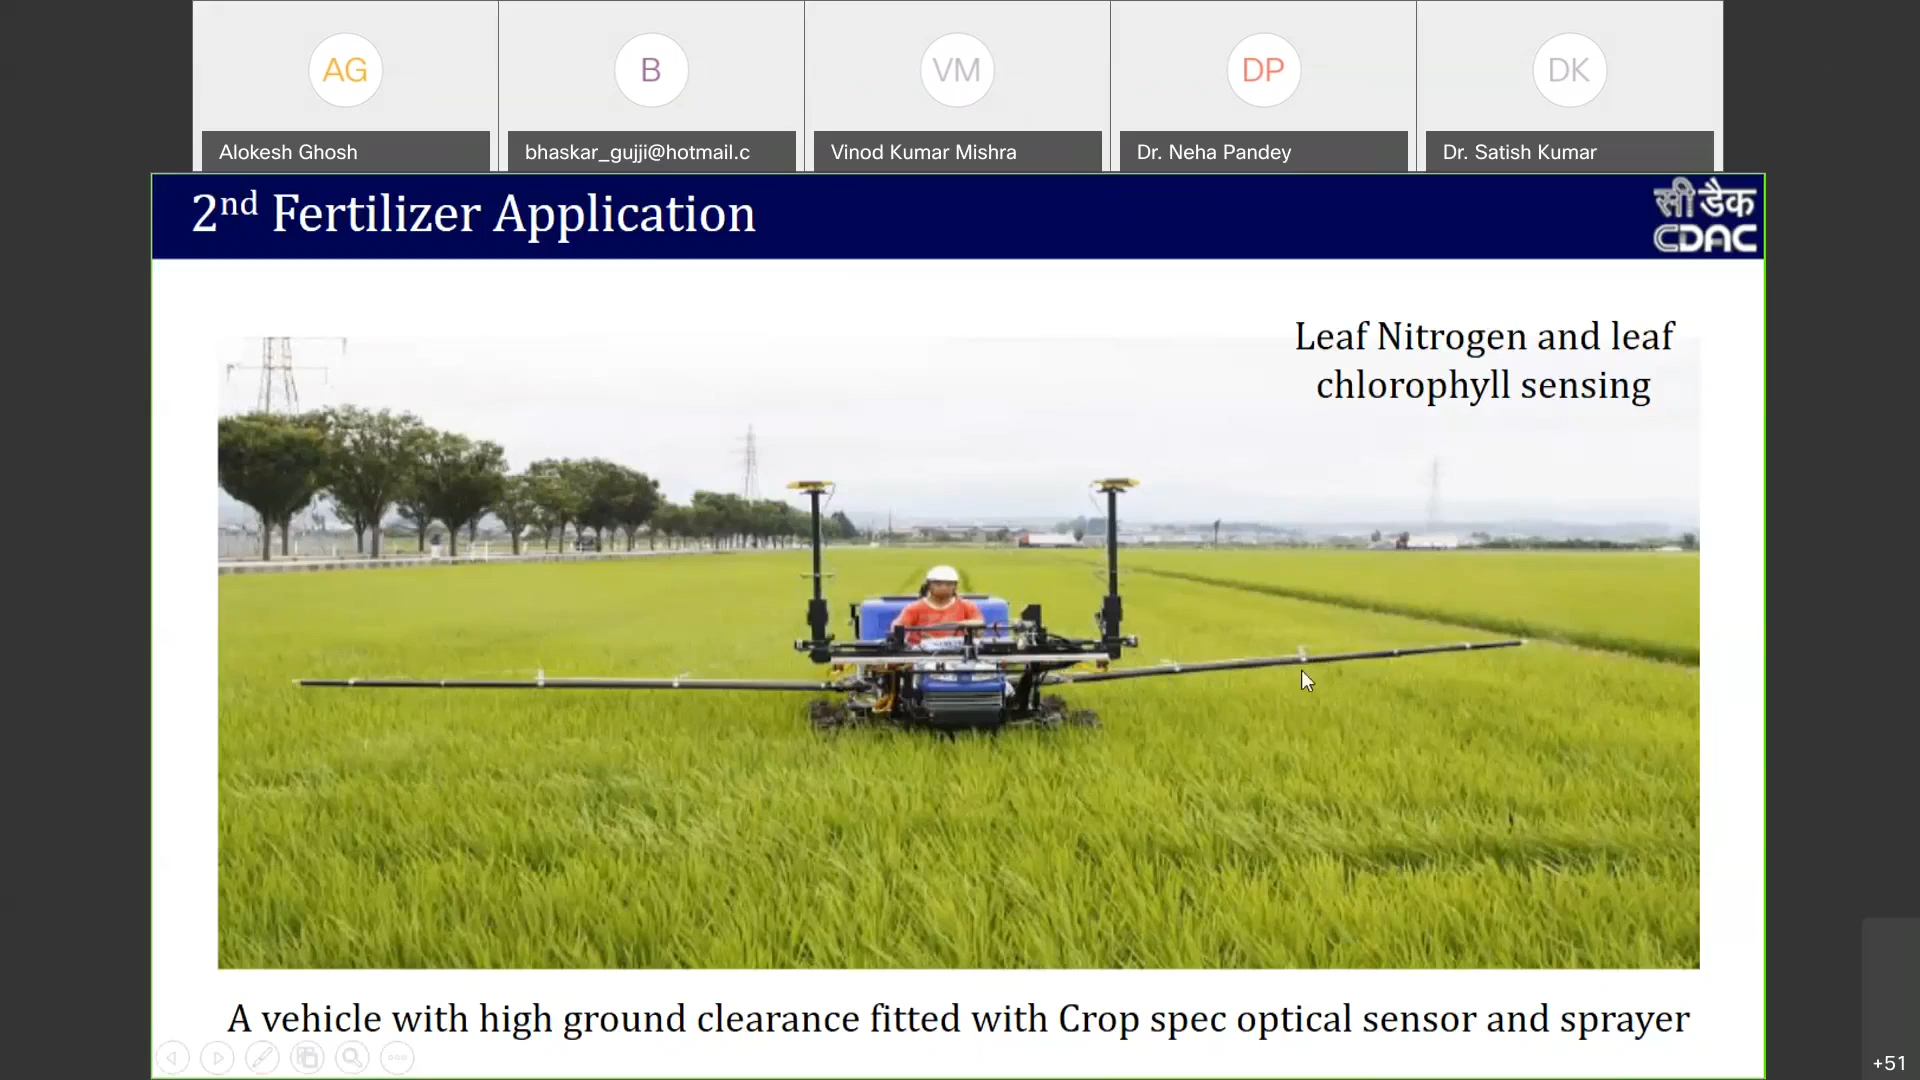 AG
B
VM
DP
DK
Alokesh Ghosh
bhaskar_gujji@hotmail.c
Vinod Kumar Mishra
Dr. Neha Pandey
Dr. Satish Kumar
2nd Fertilizer Application
सी डैक
CDAC
Leaf Nitrogen and leaf
chlorophyll sensing
A vehicle with high ground clearance fitted with Crop spec optical sensor and sprayer
+51